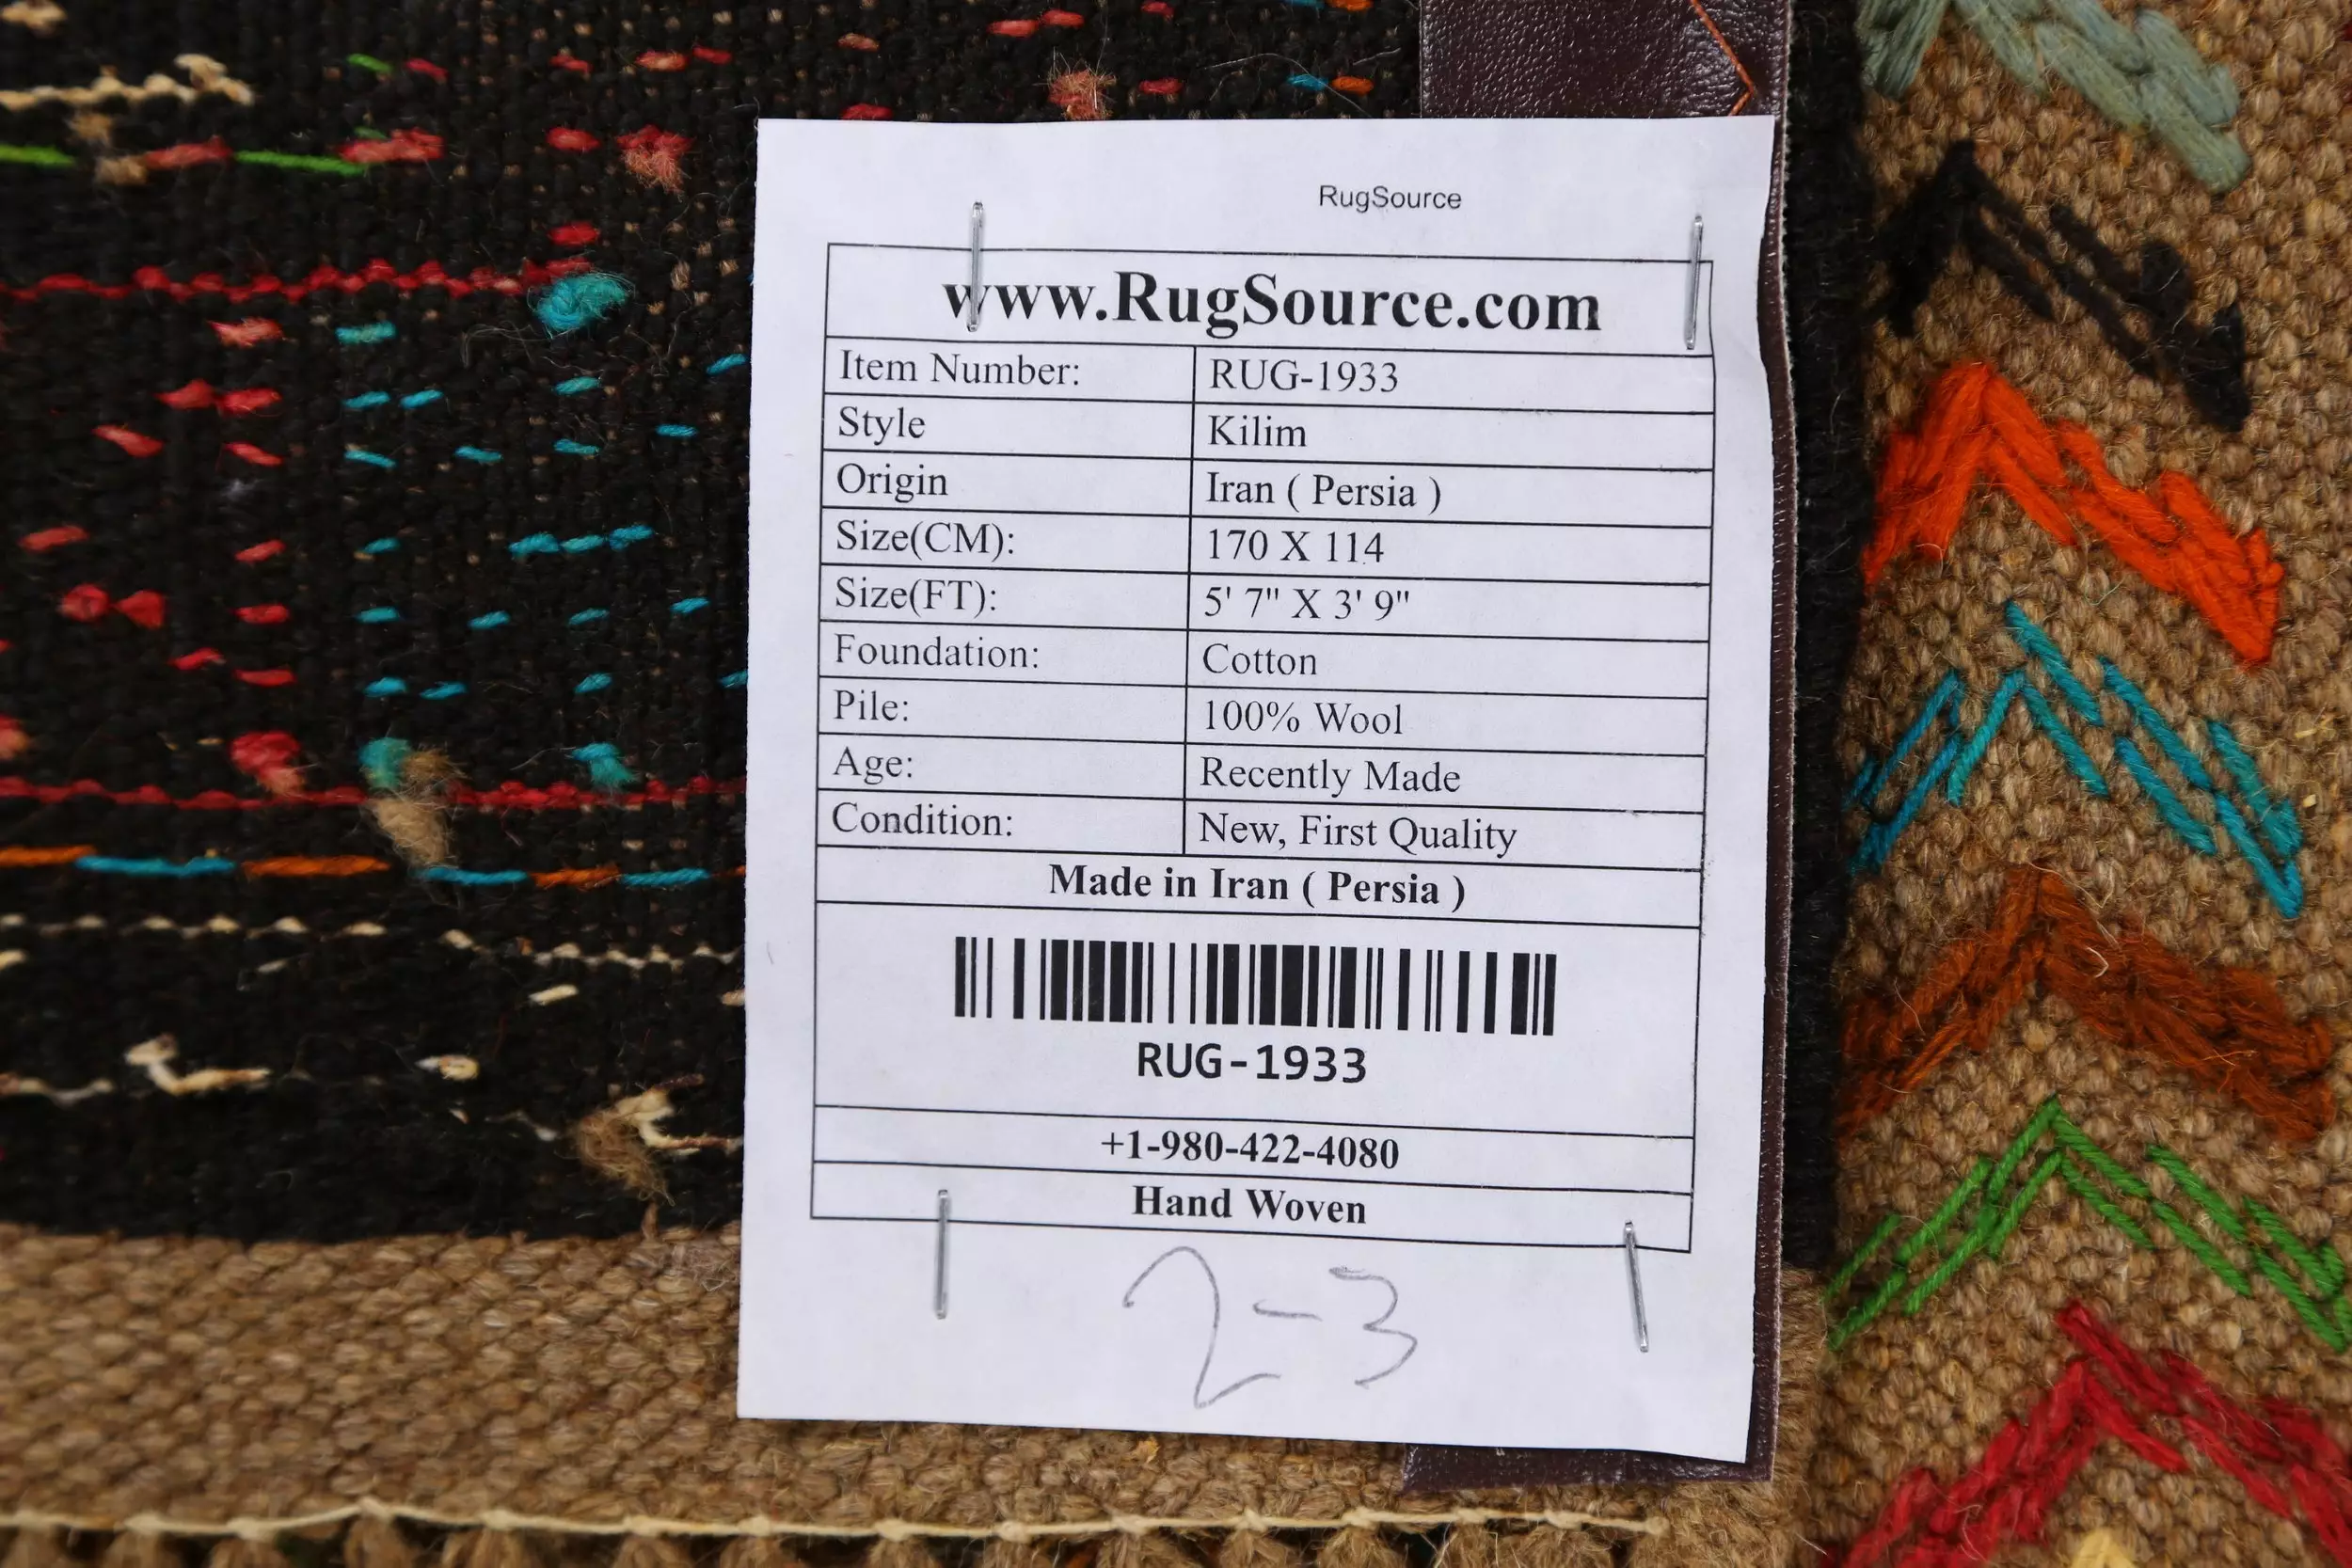 RugSource
www.RugSource.com
Item Number: RUG-1933
Style Kilim
Origin Iran ( Persia )
Size(CM): 170 X 114
Size(FT): 5' 7" X 3' 9"
Foundation: Cotton
Pile: 100% Wool
Age: Recently Made
Condition: New, First Quality
Made in Iran ( Persia )
RUG-1933
+1-980-422-4080
Hand Woven
2-3